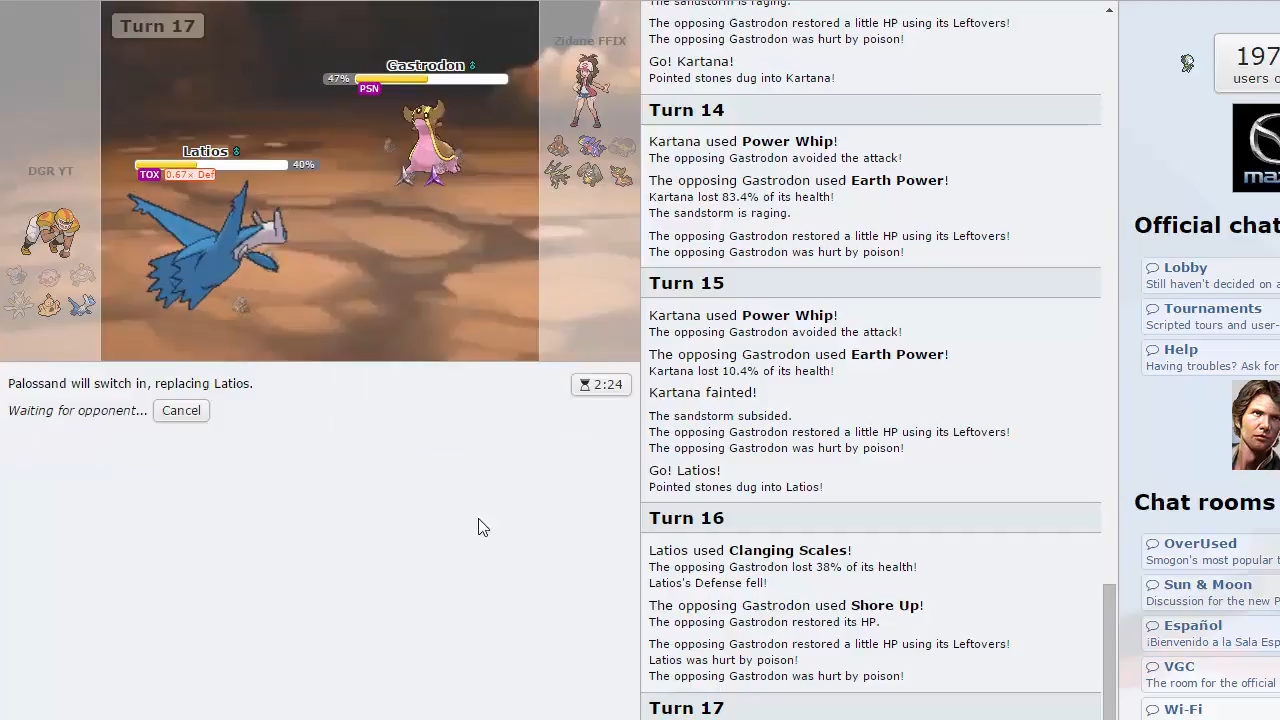 Turn 17
Zidane FFIX
Gastrodon
47%
PSN
Latios
40%
TOX 0.67× Def
DGR YT
Palossand will switch in, replacing Latios.
2:24
Waiting for opponent... Cancel
The sandstorm is raging.
The opposing Gastrodon restored a little HP using its Leftovers!
The opposing Gastrodon was hurt by poison!
Go! Kartana!
Pointed stones dug into Kartana!
Turn 14
Kartana used Power Whip!
The opposing Gastrodon avoided the attack!
The opposing Gastrodon used Earth Power!
Kartana lost 83.4% of its health!
The sandstorm is raging.
The opposing Gastrodon restored a little HP using its Leftovers!
The opposing Gastrodon was hurt by poison!
Turn 15
Kartana used Power Whip!
The opposing Gastrodon avoided the attack!
The opposing Gastrodon used Earth Power!
Kartana lost 10.4% of its health!
Kartana fainted!
The sandstorm subsided.
The opposing Gastrodon restored a little HP using its Leftovers!
The opposing Gastrodon was hurt by poison!
Go! Latios!
Pointed stones dug into Latios!
Turn 16
Latios used Clanging Scales!
The opposing Gastrodon lost 38% of its health!
Latios's Defense fell!
The opposing Gastrodon used Shore Up!
The opposing Gastrodon restored its HP.
The opposing Gastrodon restored a little HP using its Leftovers!
Latios was hurt by poison!
The opposing Gastrodon was hurt by poison!
Turn 17
197
users o
maz
Official chat
Lobby
Still haven't decided on a
Tournaments
Scripted tours and user-
Help
Having troubles? Ask for
Chat rooms
OverUsed
Smogon's most popular t
Sun & Moon
Discussion for the new P
Español
¡Bienvenido a la Sala Esp
VGC
The room for the official
Wi-Fi